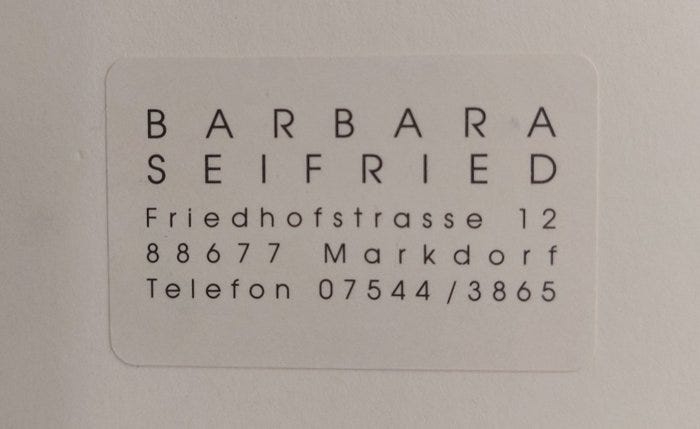 BARBARA
SEIFRIED
Friedhofstrasse 12
88677 Markdorf
Telefon 07544/3865